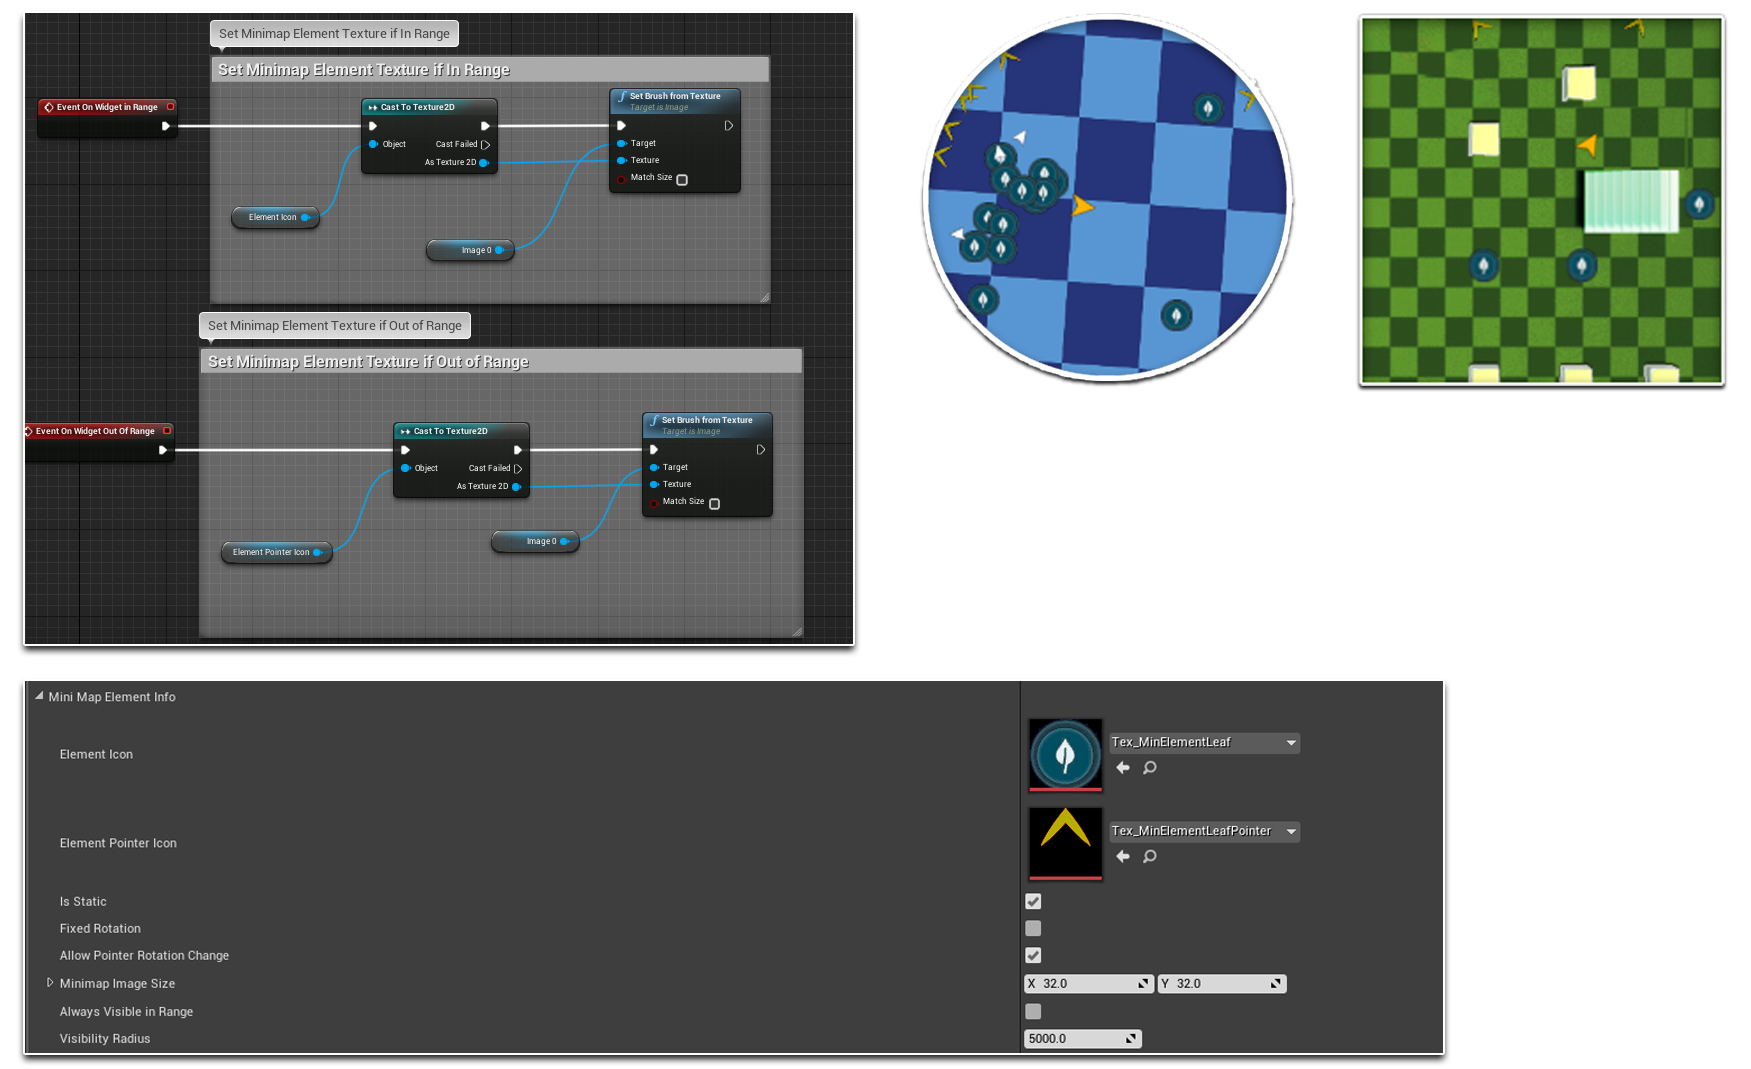 Set Minimap Element Texture if In Range
Set Minimap Element Texture if In Range
Event On Widget in Range
Cast To Texture2D
Object
Cast Failed
As Texture 2D
Set Brush from Texture
Target is Image
Target
Texture
Match Size
Element Icon
Image 0
Set Minimap Element Texture if Out of Range
Set Minimap Element Texture if Out of Range
Event On Widget Out Of Range
Cast To Texture2D
Object
Cast Failed
As Texture 2D
Set Brush from Texture
Target is Image
Target
Texture
Match Size
Element Pointer Icon
Image 0
Mini Map Element Info
Element Icon
Tex_MinElementLeaf
Element Pointer Icon
Tex_MinElementLeafPointer
Is Static
Fixed Rotation
Allow Pointer Rotation Change
Minimap Image Size
X 32.0
Y 32.0
Always Visible in Range
Visibility Radius
5000.0